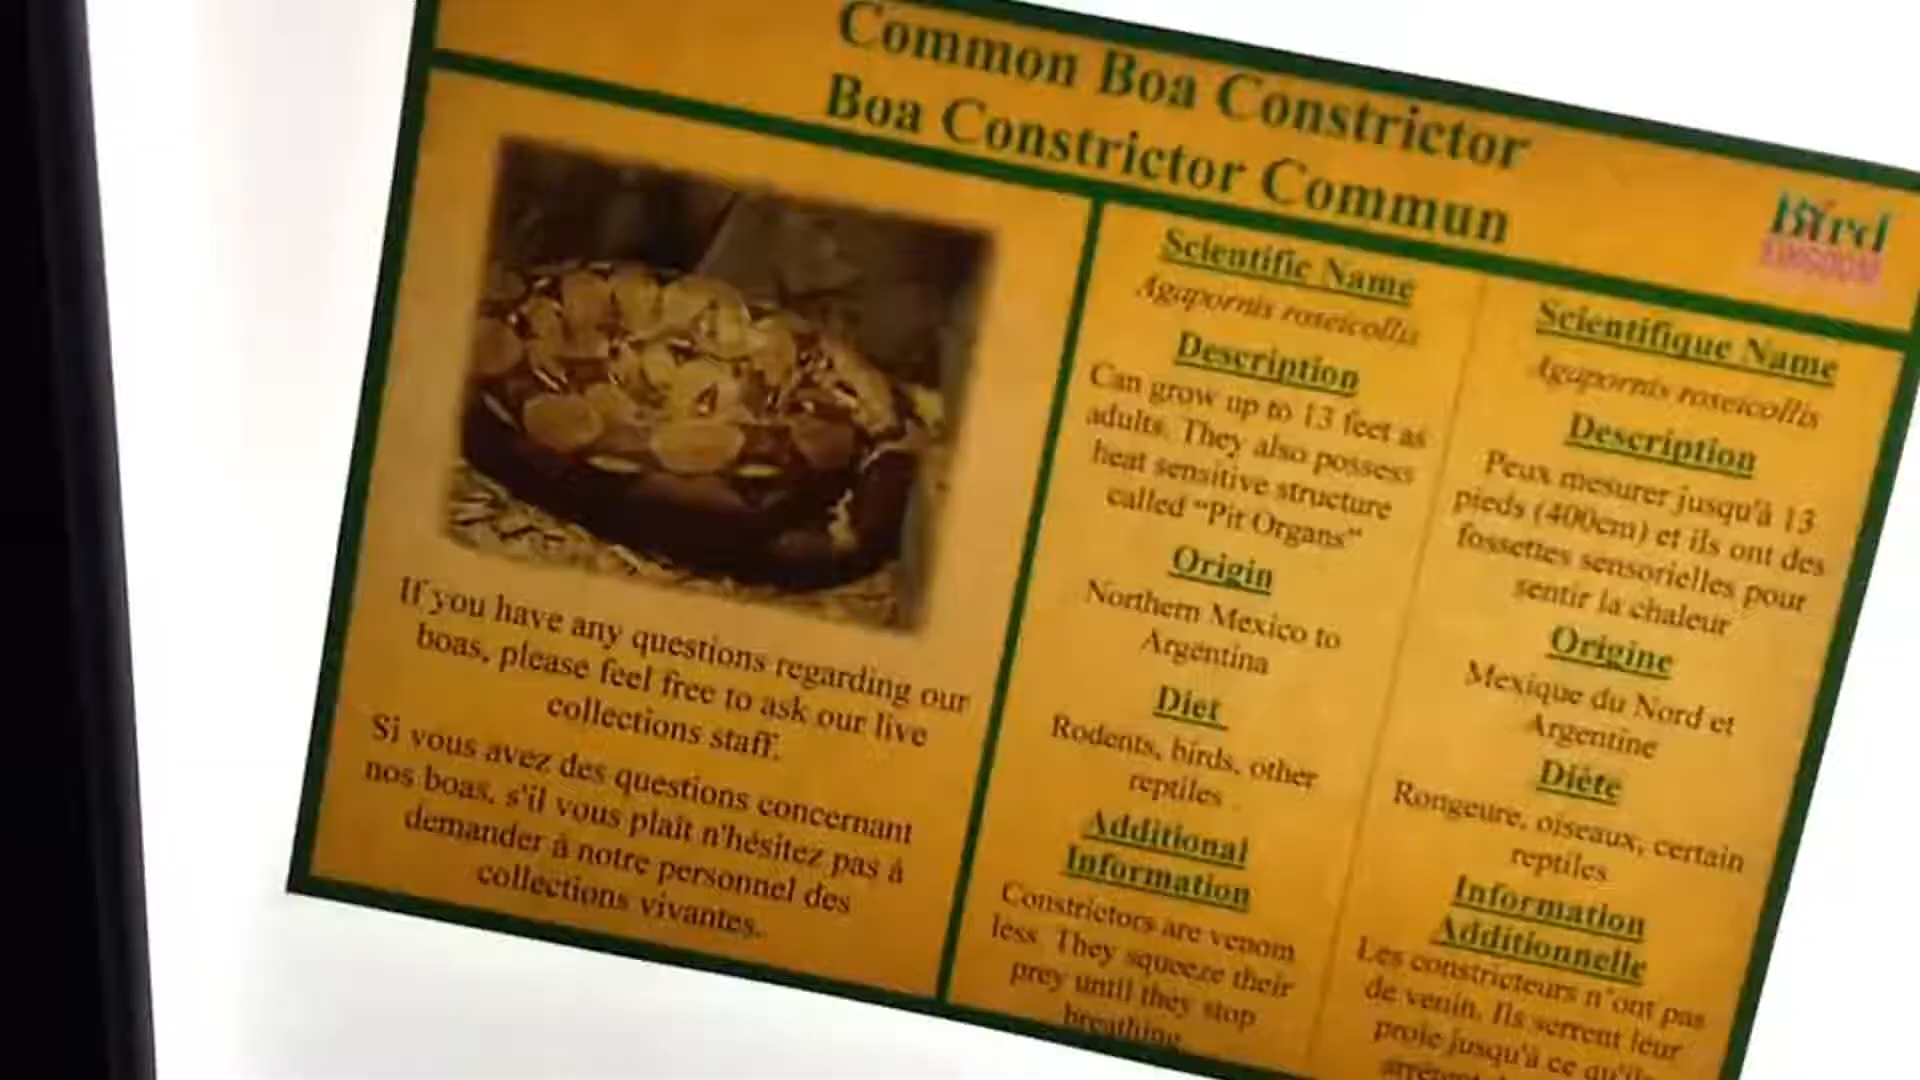 Common Boa Constrictor
Boa Constrictor Commun
Bird
KINGDOM
If you have any questions regarding our
boas, please feel free to ask our live
collections staff.
Si vous avez des questions concernant
nos boas, s'il vous plaît n'hésitez pas à
demander à notre personnel des
collections vivantes.
Scientific Name
Agapornis roseicollis
Description
Can grow up to 13 feet as
adults. They also possess
heat sensitive structure
called “Pit Organs”
Origin
Northern Mexico to
Argentina
Diet
Rodents, birds, other
reptiles
Additional
Information
Constrictors are venom
less. They squeeze their
prey until they stop
breathing
Scientifique Name
Agapornis roseicollis
Description
Peux mesurer jusqu'à 13
pieds (400cm) et ils ont des
fossettes sensorielles pour
sentir la chaleur
Origine
Mexique du Nord et
Argentine
Diéte
Rongeure, oiseaux, certain
reptiles
Information
Additionnelle
Les constricteurs n'ont pas
de venin. Ils serrent leur
proie jusqu'à ce